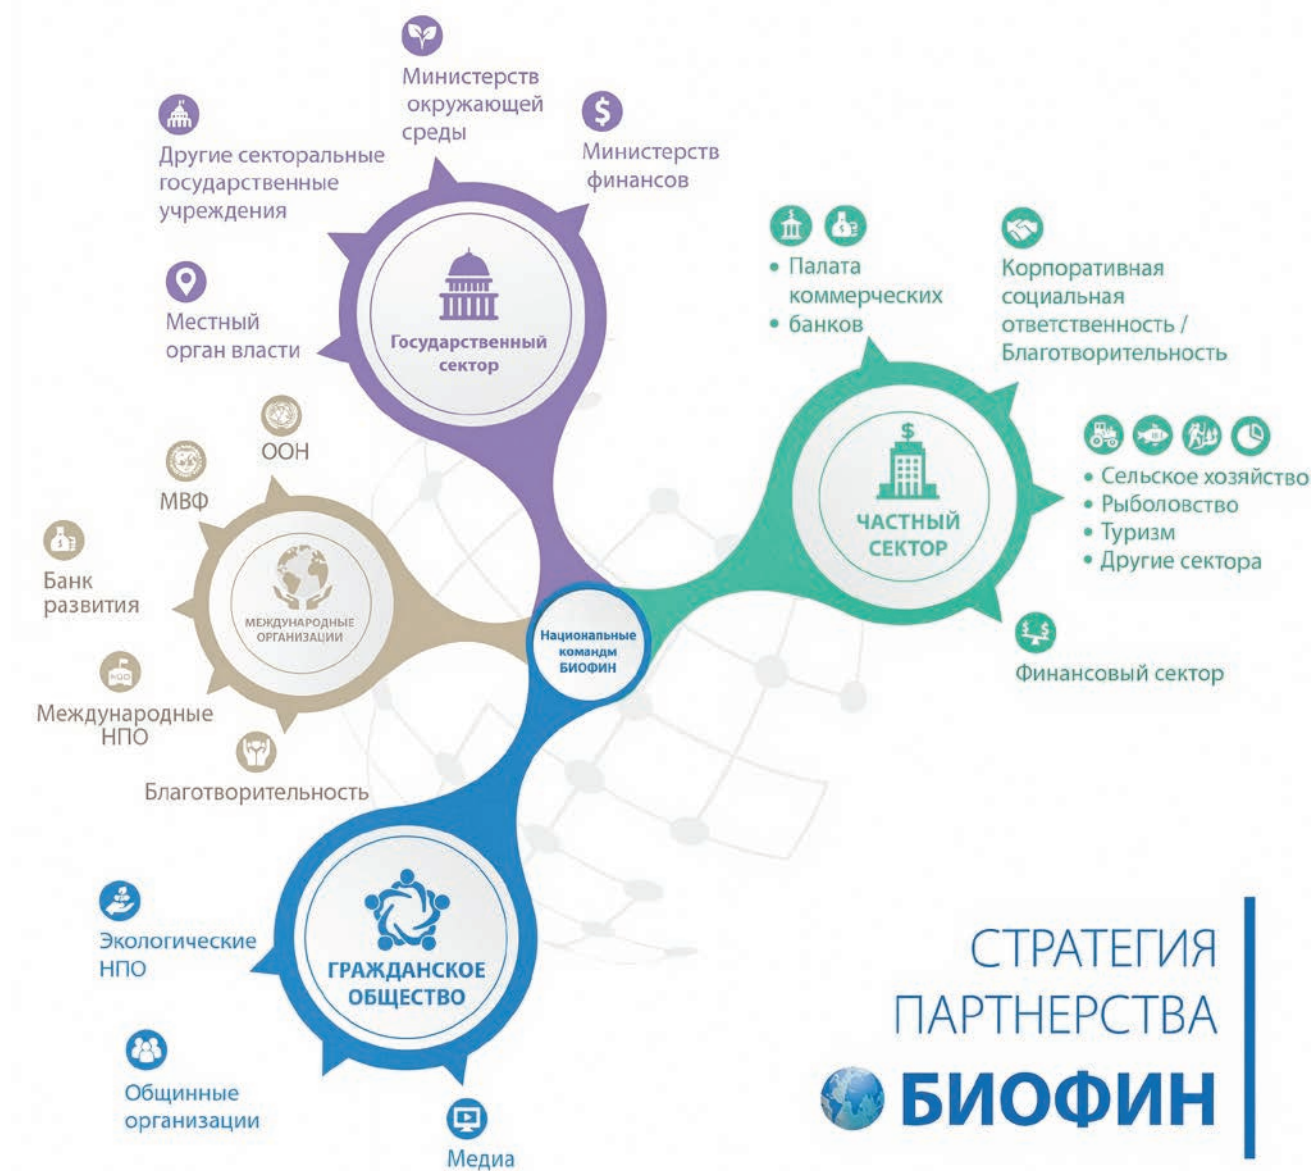 Министерств
окружающей
среды
Министерств
финансов
Другие секторальные
государственные
учреждения
Местный
орган власти
Государственный
сектор
• Палата
коммерческих
• банков
Корпоративная
социальная
ответственность /
Благотворительность
• Сельское хозяйство
• Рыболовство
• Туризм
• Другие сектора
Финансовый сектор
ЧАСТНЫЙ
СЕКТОР
ООН
МВФ
Банк
развития
NGO
Международные
НПО
Благотворительность
МЕЖДУНАРОДНЫЕ
ОРГАНИЗАЦИИ
Национальные
команды
БИОФИН
ГРАЖДАНСКОЕ
ОБЩЕСТВО
Экологические
НПО
Общинные
организации
Медиа
СТРАТЕГИЯ
ПАРТНЕРСТВА
БИОФИН